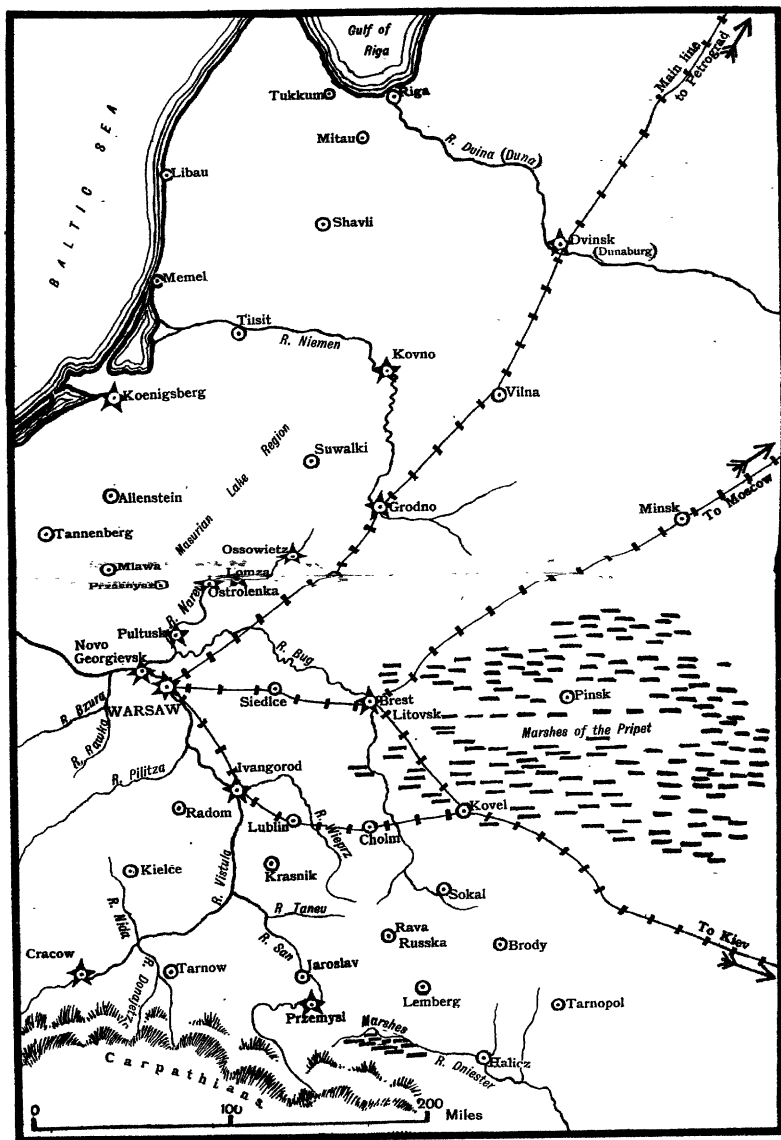 Gulf of
Riga
Main line
to Petrograd
Tukkum
Riga
Mitau
R. Duina (Duna)
BALTIC SEA
Libau
Shavli
Dvinsk
(Dunaburg)
Memel
Tilsit
R. Niemen
Kovno
Koenigsberg
Vilna
Suwalki
Masurian Lake Region
Allenstein
Grodno
Minsk
To Moscow
Tannenberg
Ossowietz
Mlawa
Lomza
Przasnysz
Ostrolenka
R. Narew
Pultusk
Novo
Georgievsk
R. Bug
WARSAW
Siedlce
Brest
Litovsk
Pinsk
Marshes of the Pripet
R. Bzura
R. Rawka
R. Pilitza
Ivangorod
Radom
Lublin
R. Wieprz
Cholm
Kovel
Kielce
R. Vistula
Krasnik
Sokal
R. Nida
R. Taneu
To Kiev
Rava
Russka
Brody
R. San
Cracow
Tarnow
R. Donajetz
Jaroslav
Lemberg
Tarnopol
Przemysl
Marshes
Halicz
R. Dniester
Carpathians
0 100 200 Miles